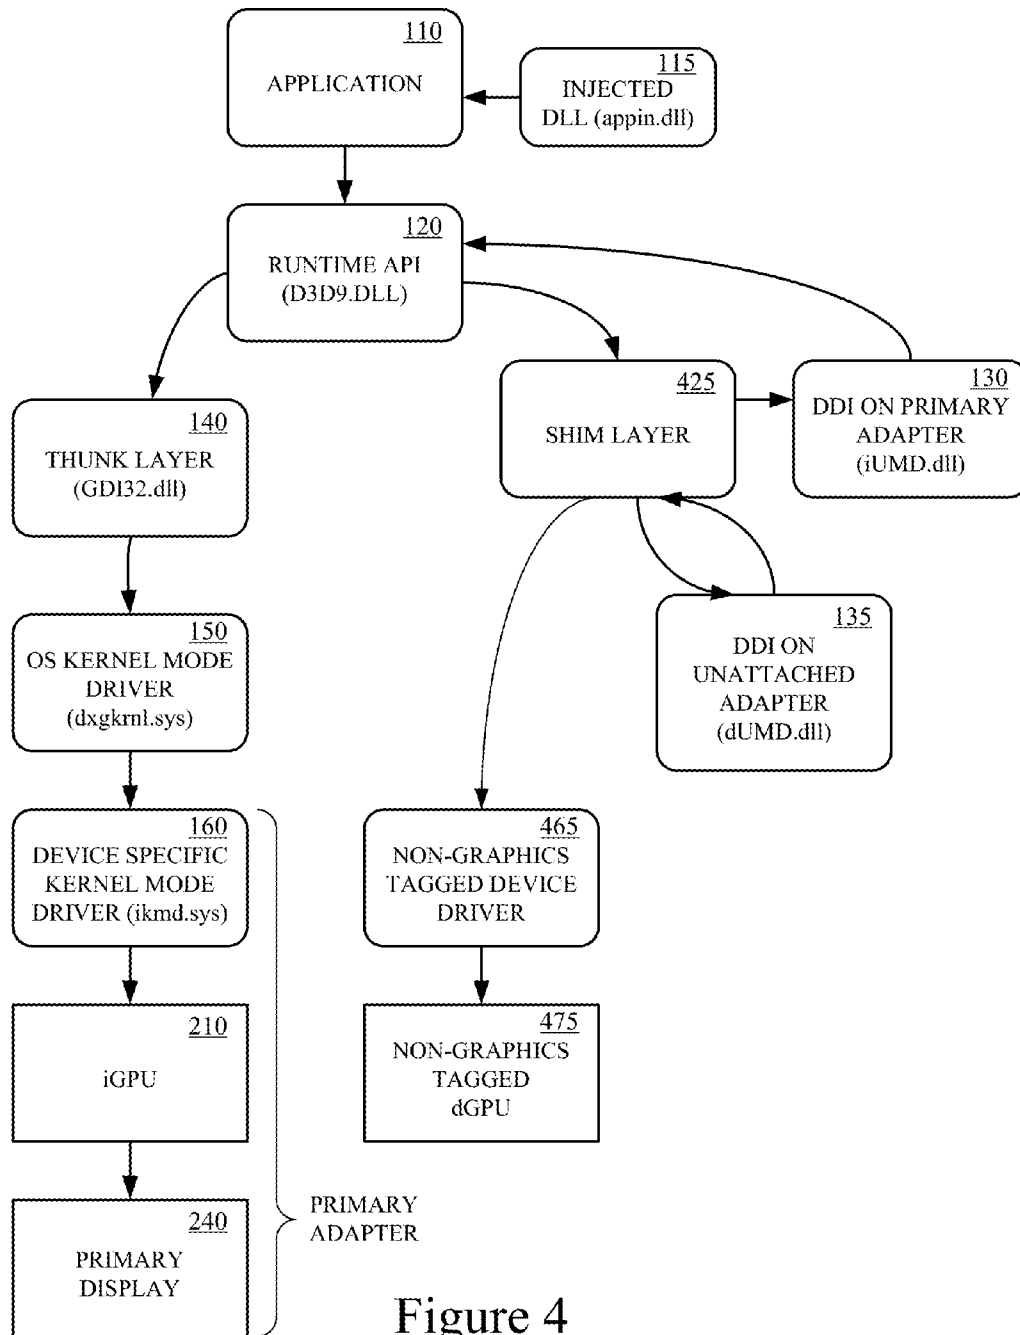 110
APPLICATION
115
INJECTED
DLL (appin.dll)
120
RUNTIME API
(D3D9.DLL)
425
SHIM LAYER
130
DDI ON PRIMARY
ADAPTER
(iUMD.dll)
140
THUNK LAYER
(GDI32.dll)
135
DDI ON
UNATTACHED
ADAPTER
(dUMD.dll)
150
OS KERNEL MODE
DRIVER
(dxgkrnl.sys)
160
DEVICE SPECIFIC
KERNEL MODE
DRIVER (ikmd.sys)
465
NON-GRAPHICS
TAGGED DEVICE
DRIVER
210
iGPU
475
NON-GRAPHICS
TAGGED
dGPU
240
PRIMARY
DISPLAY
PRIMARY
ADAPTER
Figure 4